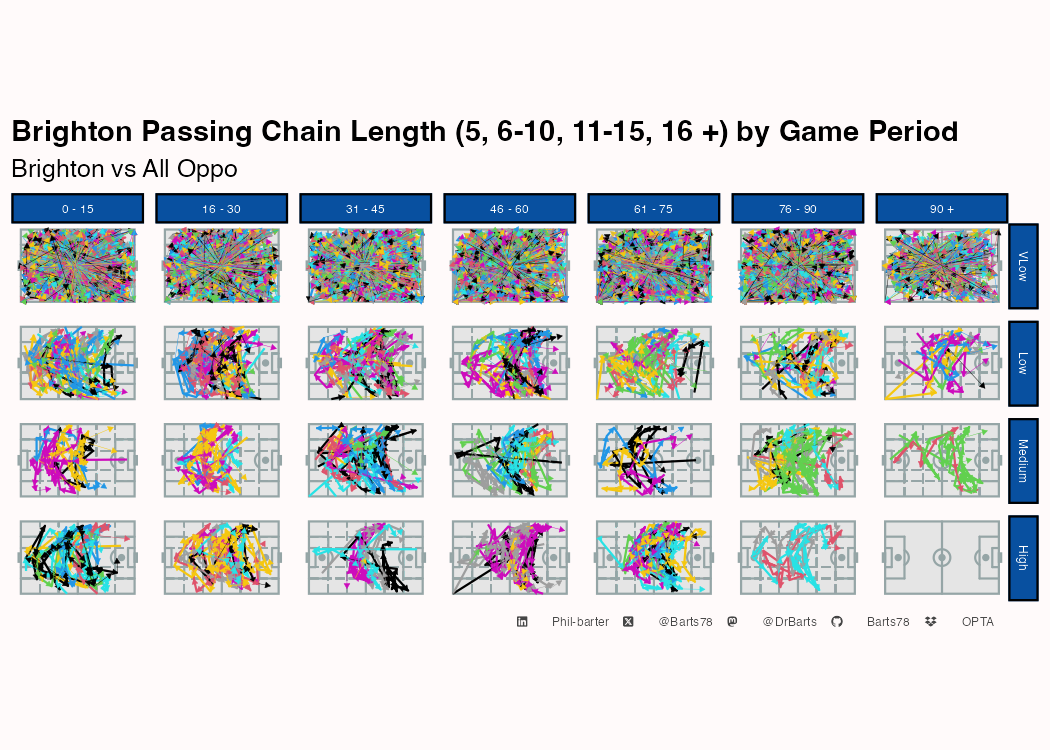 Brighton Passing Chain Length (5, 6-10, 11-15, 16 +) by Game Period
Brighton vs All Oppo
0 - 15 16 - 30 31 - 45 46 - 60 61 - 75 76 - 90 90 +
VLow
Low
Medium
High
Phil-barter @Barts78 @DrBarts Barts78 OPTA